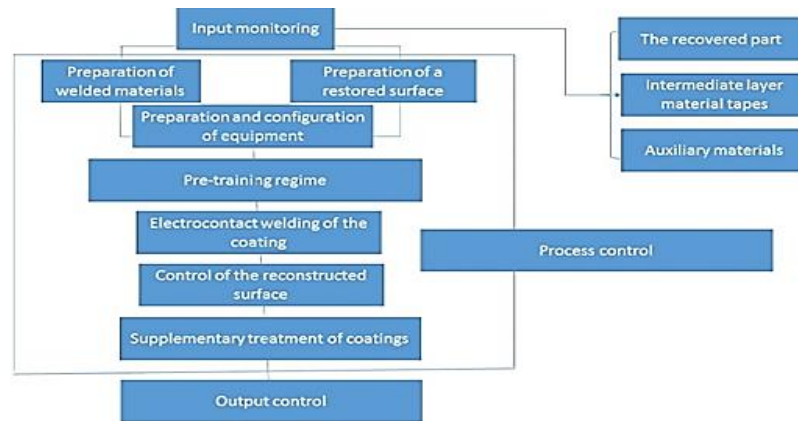 Input monitoring
The recovered part
Preparation of
welded materials
Preparation of a
restored surface
Intermediate layer
material tapes
Preparation and configuration
of equipment
Auxiliary materials
Pre-training regime
Electrocontact welding of the
coating
Process control
Control of the reconstructed
surface
Supplementary treatment of coatings
Output control